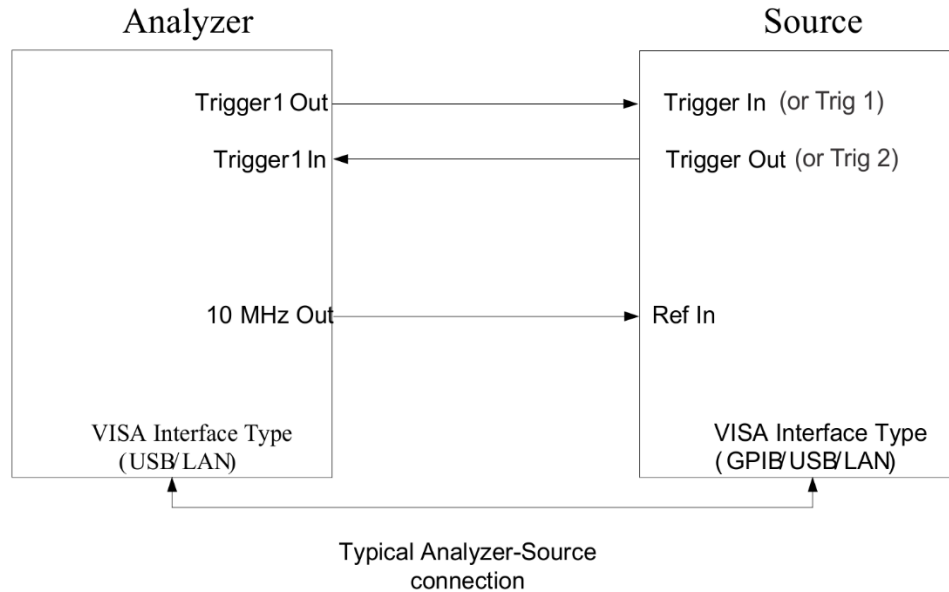 Analyzer
Source
Trigger1 Out
Trigger In (or Trig 1)
Trigger1 In
Trigger Out (or Trig 2)
10 MHz Out
Ref In
VISA Interface Type
(USB/LAN)
VISA Interface Type
(GPIB/USB/LAN)
Typical Analyzer-Source
connection